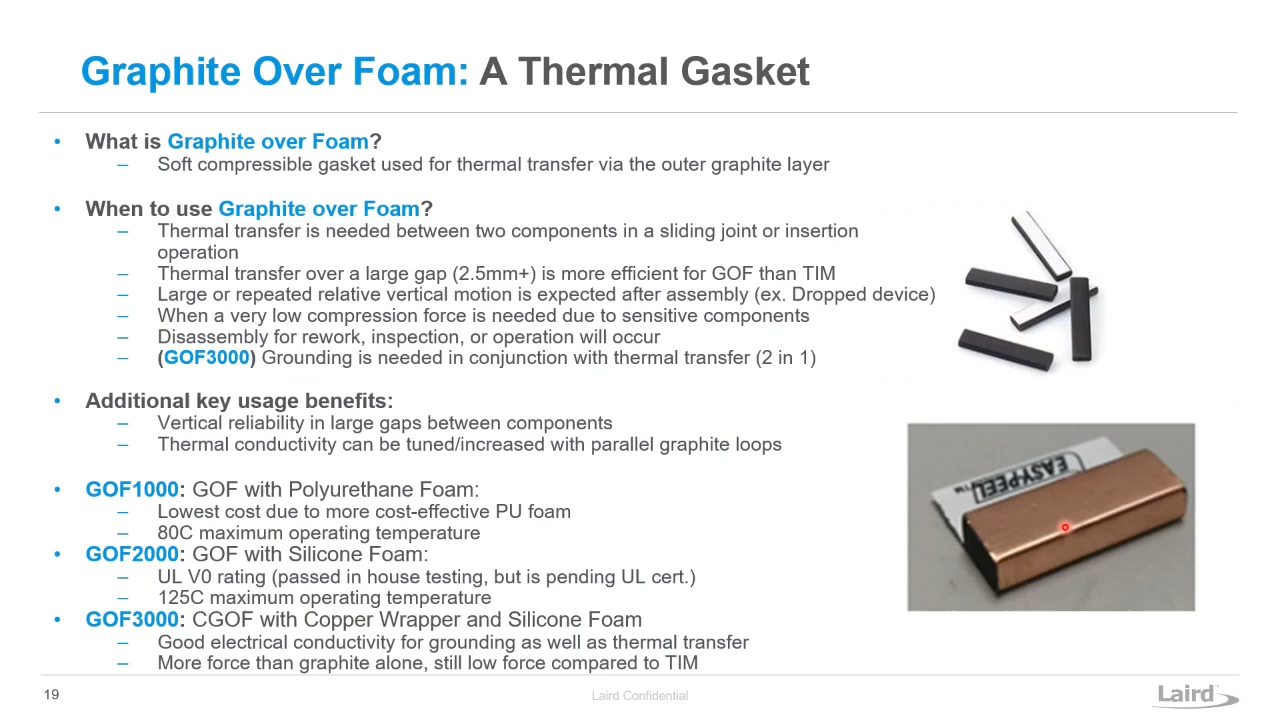 Graphite Over Foam: A Thermal Gasket
• What is Graphite over Foam?
– Soft compressible gasket used for thermal transfer via the outer graphite layer
• When to use Graphite over Foam?
– Thermal transfer is needed between two components in a sliding joint or insertion
operation
– Thermal transfer over a large gap (2.5mm+) is more efficient for GOF than TIM
– Large or repeated relative vertical motion is expected after assembly (ex. Dropped device)
– When a very low compression force is needed due to sensitive components
– Disassembly for rework, inspection, or operation will occur
– (GOF3000) Grounding is needed in conjunction with thermal transfer (2 in 1)
• Additional key usage benefits:
– Vertical reliability in large gaps between components
– Thermal conductivity can be tuned/increased with parallel graphite loops
• GOF1000: GOF with Polyurethane Foam:
– Lowest cost due to more cost-effective PU foam
– 80C maximum operating temperature
• GOF2000: GOF with Silicone Foam:
– UL V0 rating (passed in house testing, but is pending UL cert.)
– 125C maximum operating temperature
• GOF3000: CGOF with Copper Wrapper and Silicone Foam
– Good electrical conductivity for grounding as well as thermal transfer
– More force than graphite alone, still low force compared to TIM
EASYPEEL™
19
Laird Confidential
Laird™